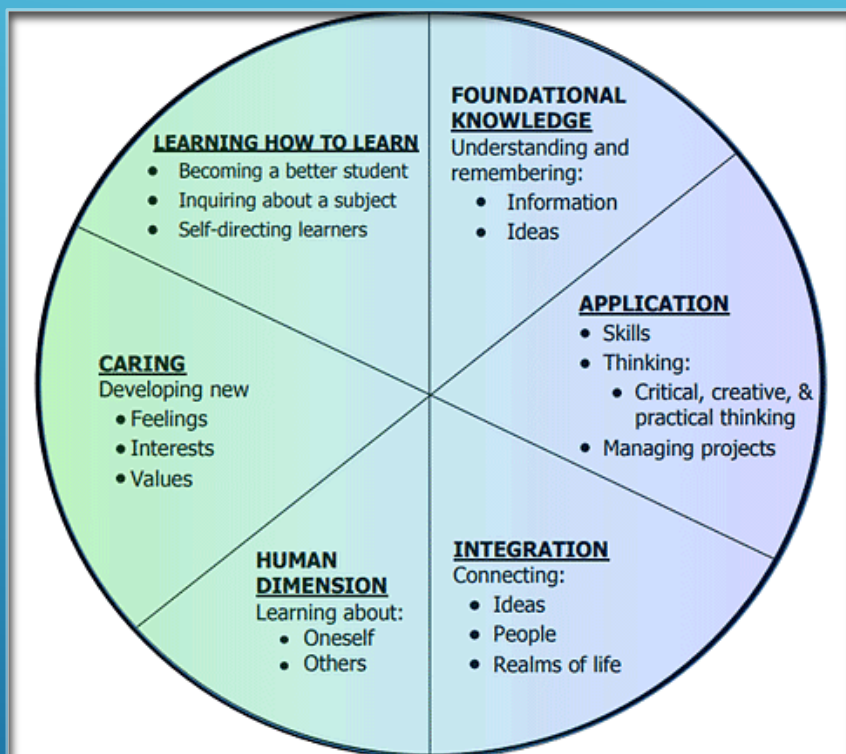 FOUNDATIONAL
KNOWLEDGE
Understanding and
remembering:
• Information
• Ideas
APPLICATION
• Skills
• Thinking:
• Critical, creative, &
practical thinking
• Managing projects
INTEGRATION
Connecting:
• Ideas
• People
• Realms of life
HUMAN
DIMENSION
Learning about:
• Oneself
• Others
CARING
Developing new
• Feelings
• Interests
• Values
LEARNING HOW TO LEARN
• Becoming a better student
• Inquiring about a subject
• Self-directing learners